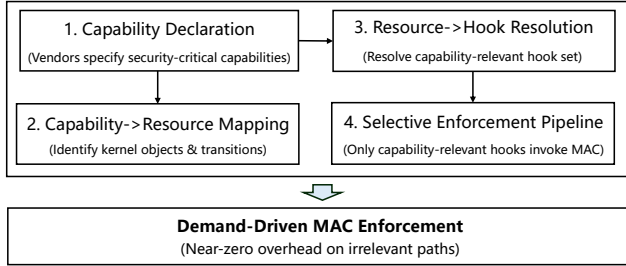 1. Capability Declaration
(Vendors specify security-critical capabilities)
2. Capability->Resource Mapping
(Identify kernel objects & transitions)
3. Resource->Hook Resolution
(Resolve capability-relevant hook set)
4. Selective Enforcement Pipeline
(Only capability-relevant hooks invoke MAC)
Demand-Driven MAC Enforcement
(Near-zero overhead on irrelevant paths)